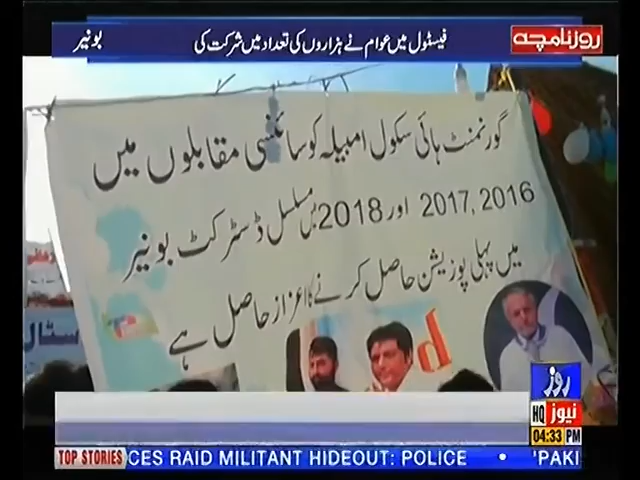 بونیر
فیسٹول میں عوام نے ہزاروں کی تعداد میں شرکت کی
روزنامچہ
گورنمنٹ ہائی سکول امبیلہ کو سائنسی مقابلوں میں
2016 ,2017 اور 2018 میں مسلسل ڈسٹرکٹ بونیر
میں پہلی پوزیشن حاصل کرنے کا اعزاز حاصل ہے
سٹال
روز
نیوز HQ
04:33 PM
TOP STORIES CES RAID MILITANT HIDEOUT: POLICE • • 'PAKI